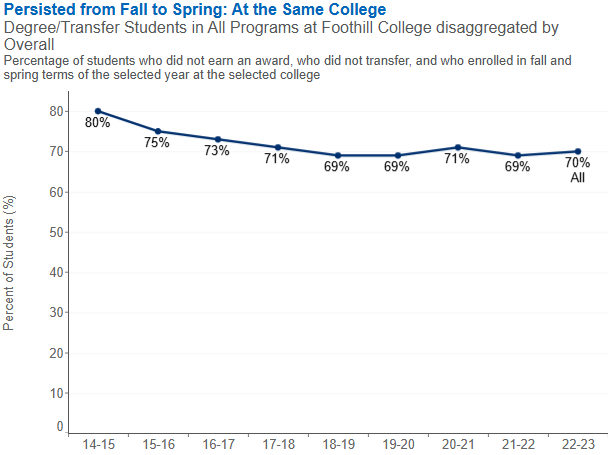 Persisted from Fall to Spring: At the Same College
Degree/Transfer Students in All Programs at Foothill College disaggregated by
Overall
Percentage of students who did not earn an award, who did not transfer, and who enrolled in fall and
spring terms of the selected year at the selected college
Percent of Students (%)
80
70
60
50
40
30
20
10
0
80%
75%
73%
71%
69%
69%
71%
69%
70%
All
14-15 15-16 16-17 17-18 18-19 19-20 20-21 21-22 22-23